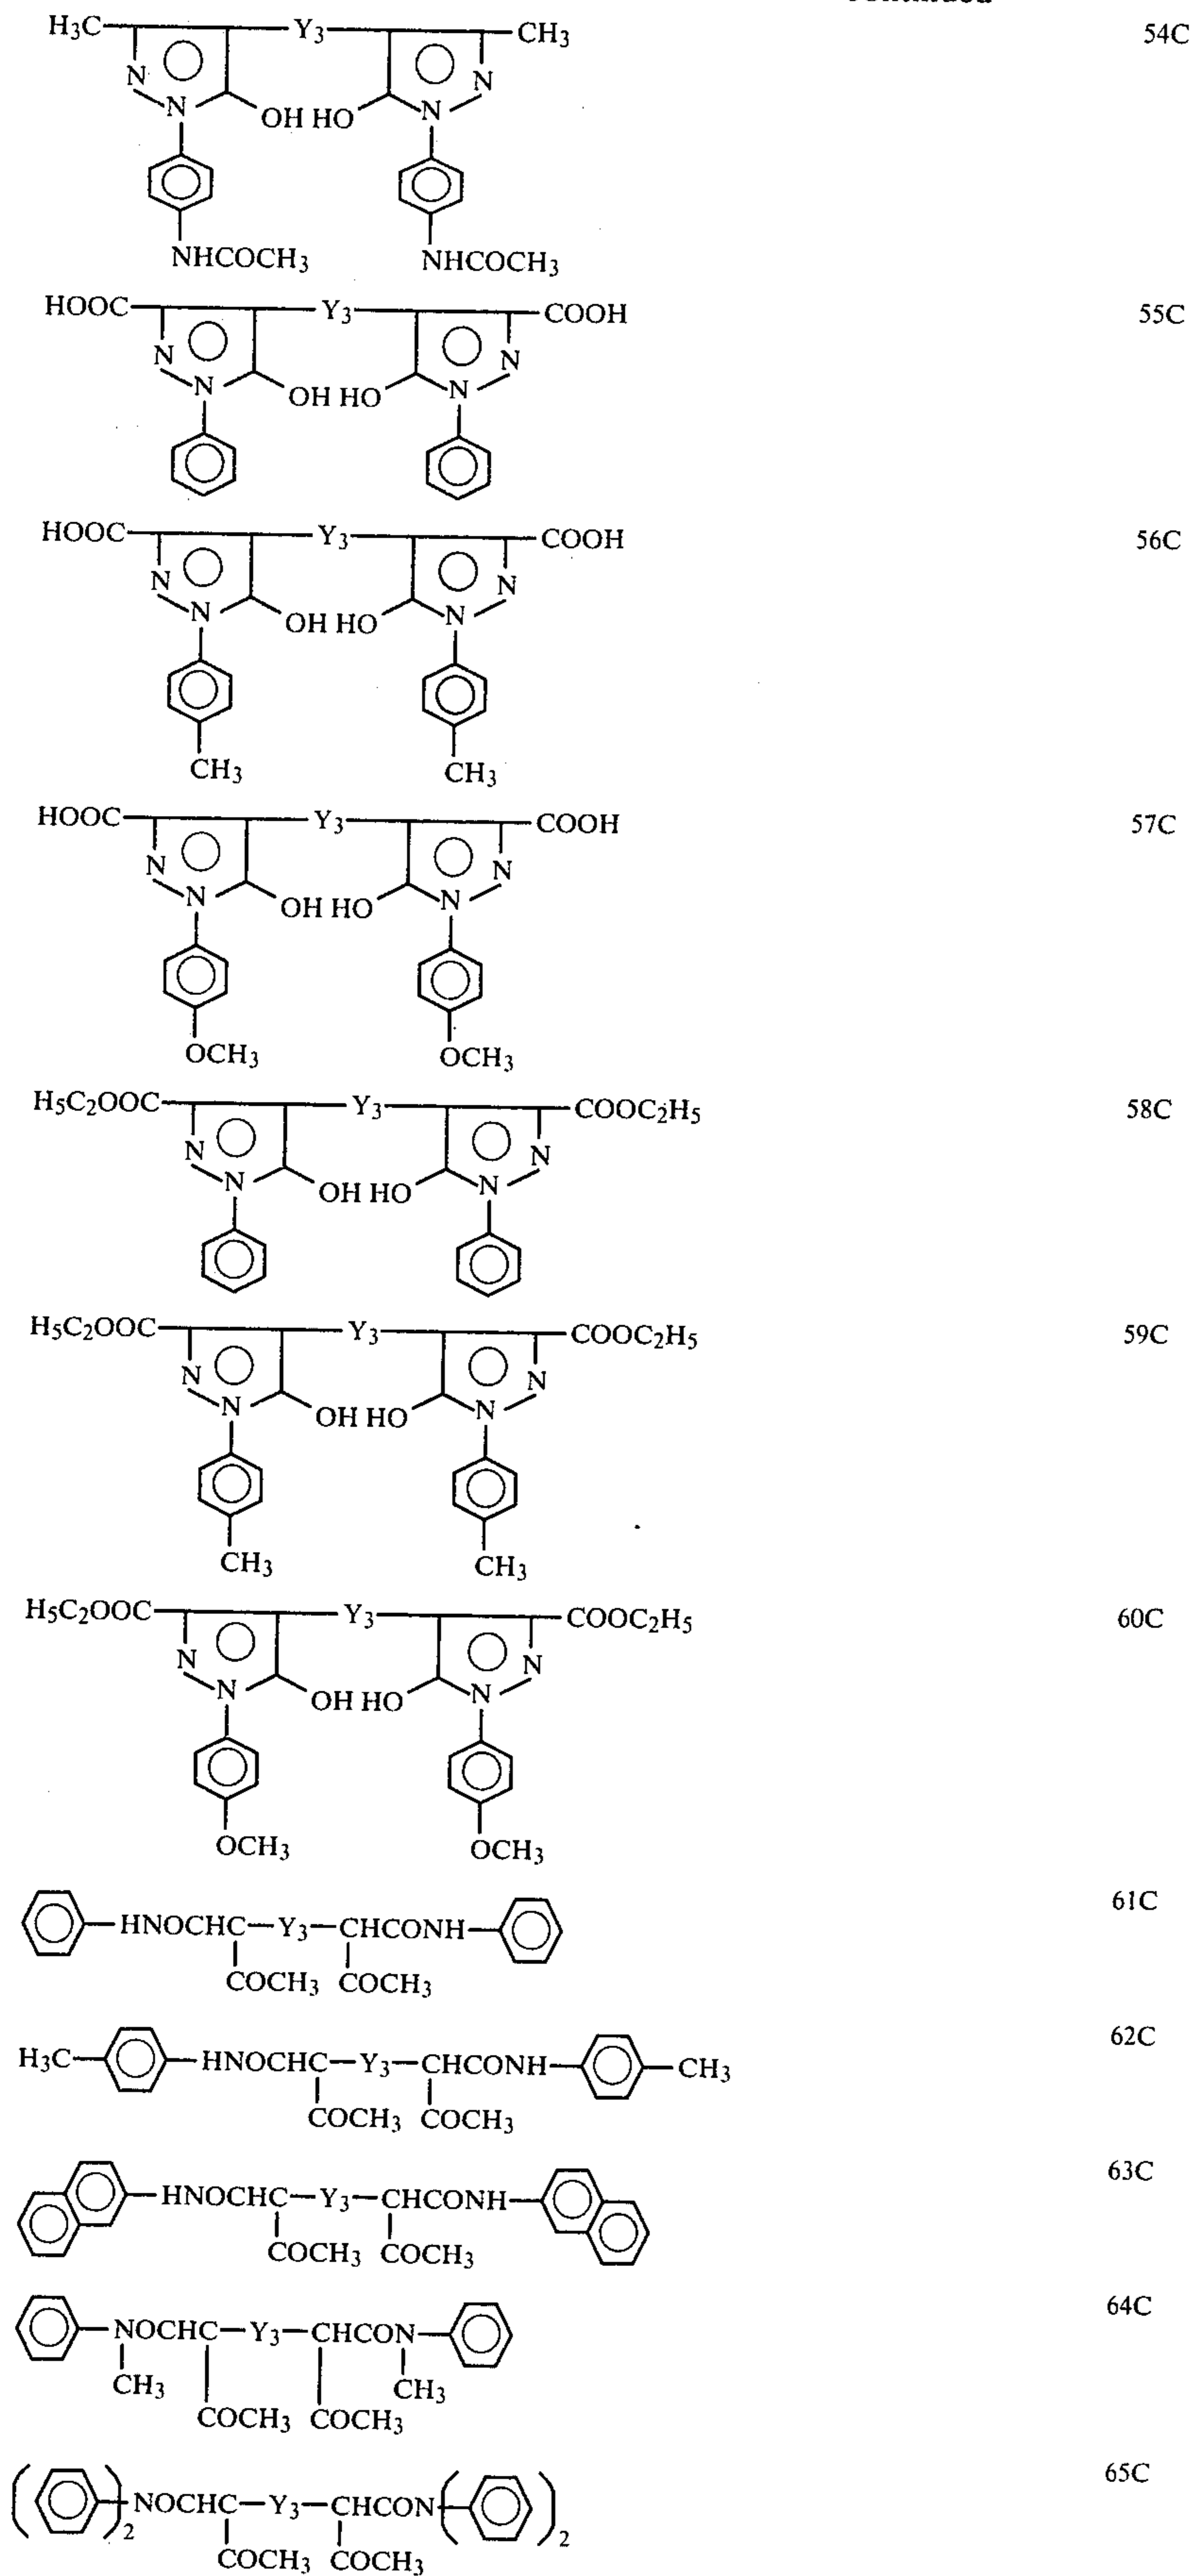 H3C Y3 CH3 54C
N N
N OH HO N
NHCOCH3 NHCOCH3
HOOC Y3 COOH 55C
N N
N OH HO N
HOOC Y3 COOH 56C
N N
N OH HO N
CH3 CH3
HOOC Y3 COOH 57C
N N
N OH HO N
OCH3 OCH3
H5C2OOC Y3 COOC2H5 58C
N N
N OH HO N
H5C2OOC Y3 COOC2H5 59C
N N
N OH HO N
CH3 CH3
H5C2OOC Y3 COOC2H5 60C
N N
N OH HO N
OCH3 OCH3
HNOCHC—Y3—CHCONH 61C
COCH3 COCH3
H3C HNOCHC—Y3—CHCONH CH3 62C
COCH3 COCH3
HNOCHC—Y3—CHCONH 63C
COCH3 COCH3
NOCHC—Y3—CHCON 64C
CH3 CH3
COCH3 COCH3
( )2 NOCHC—Y3—CHCON ( )2 65C
COCH3 COCH3